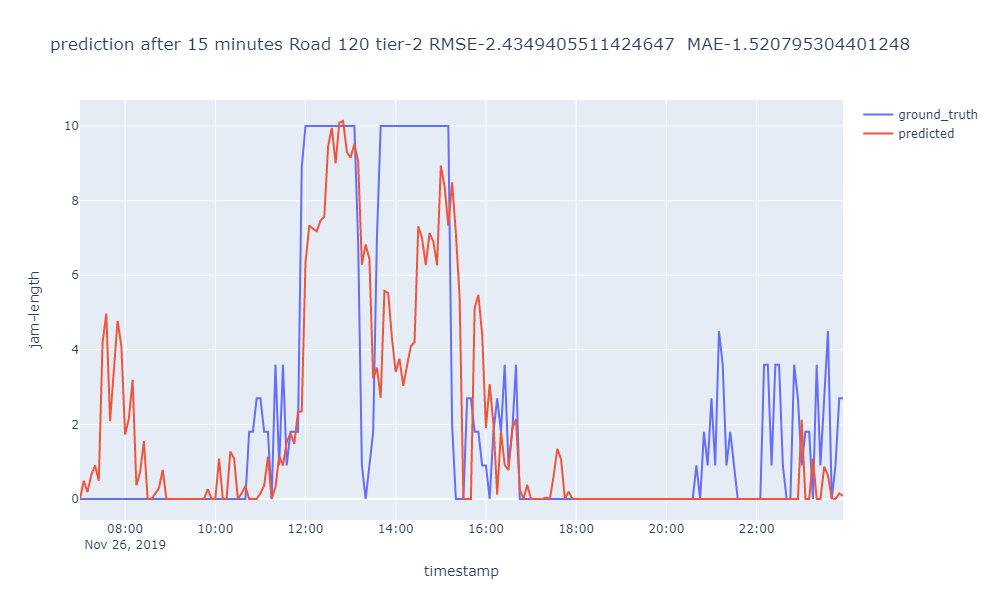 prediction after 15 minutes Road 120 tier-2 RMSE-2.4349405511424647  MAE-1.520795304401248
ground_truth
predicted
10
8
6
4
2
0
jam-length
08:00 10:00 12:00 14:00 16:00 18:00 20:00 22:00
Nov 26, 2019
timestamp